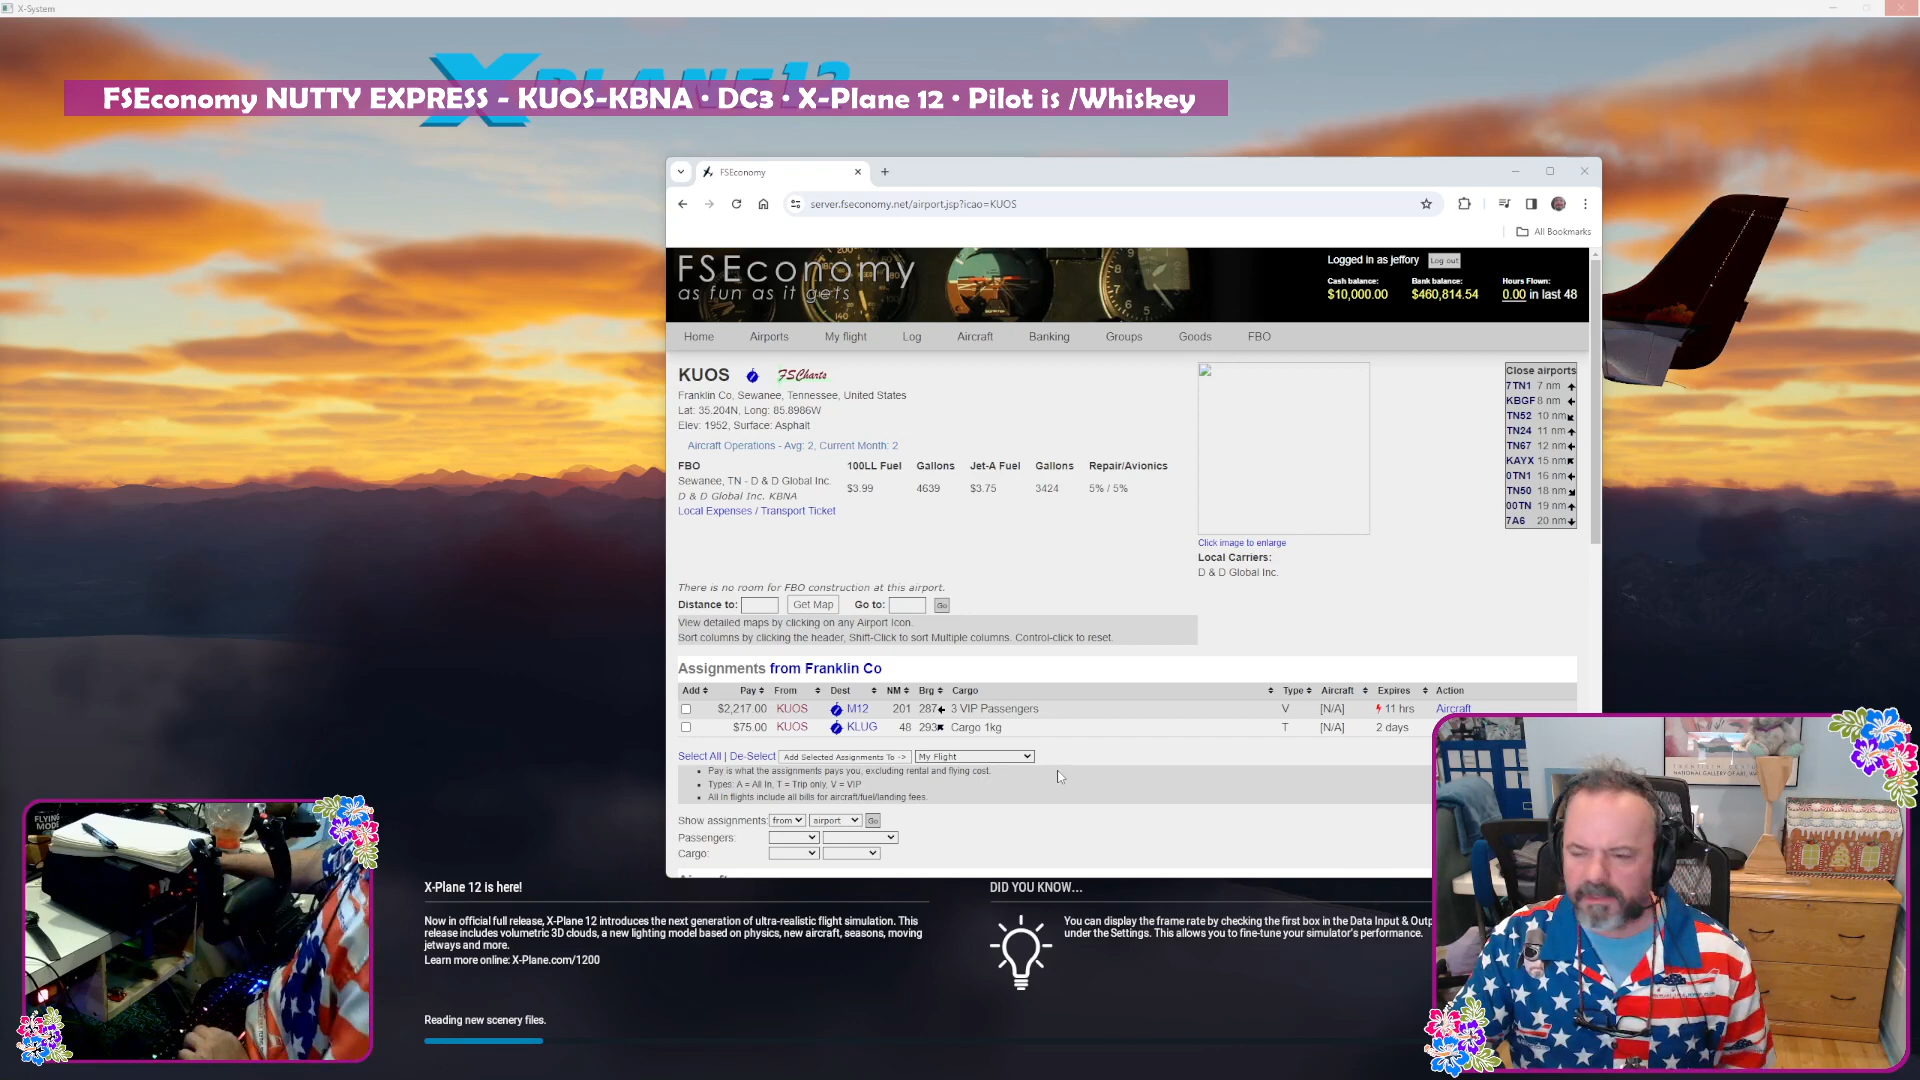 X-System
X PLANE 12
FSEconomy NUTTY EXPRESS - KUOS-KBNA • DC3 • X-Plane 12 • Pilot is /Whiskey
FSEconomy
server.fseconomy.net/airport.jsp?icao=KUOS
All Bookmarks
FSEconomy
as fun as it gets
Logged in as jeffory Log out
Cash balance: Bank balance: Hours Flown:
$10,000.00 $460,814.54 0.00 in last 48
Home Airports My flight Log Aircraft Banking Groups Goods FBO
KUOS FSCharts
Franklin Co, Sewanee, Tennessee, United States
Lat: 35.204N, Long: 85.8986W
Elev: 1952, Surface: Asphalt
Aircraft Operations - Avg: 2, Current Month: 2
FBO 100LL Fuel Gallons Jet-A Fuel Gallons Repair/Avionics
Sewanee, TN - D & D Global Inc. $3.99 4639 $3.75 3424 5% / 5%
D & D Global Inc. KBNA
Local Expenses / Transport Ticket
Click image to enlarge
Local Carriers:
D & D Global Inc.
Close airports
7TN1 7 nm
KBGF 8 nm
TN52 10 nm
TN24 11 nm
TN67 12 nm
KAYX 15 nm
0TN1 16 nm
TN50 18 nm
00TN 19 nm
7A6 20 nm
There is no room for FBO construction at this airport.
Distance to: Get Map Go to: Go
View detailed maps by clicking on any Airport Icon.
Sort columns by clicking the header, Shift-Click to sort Multiple columns. Control-click to reset.
Assignments from Franklin Co
Add Pay From Dest NM Brg Cargo Type Aircraft Expires Action
$2,217.00 KUOS M12 201 287 3 VIP Passengers V [N/A] 11 hrs Aircraft
$75.00 KUOS KLUG 48 293 Cargo 1kg T [N/A] 2 days
Select All | De-Select Add Selected Assignments To -> My Flight
Pay is what the assignments pays you, excluding rental and flying cost.
Types: A = All In, T = Trip only, V = VIP
All In flights include all bills for aircraft/fuel/landing fees.
Show assignments: from airport Go
Passengers:
Cargo:
X-Plane 12 is here!
Now in official full release, X-Plane 12 introduces the next generation of ultra-realistic flight simulation. This
release includes volumetric 3D clouds, a new lighting model based on physics, new aircraft, seasons, moving
jetways and more.
Learn more online: X-Plane.com/1200
DID YOU KNOW...
You can display the frame rate by checking the first box in the Data Input & Outp
under the Settings. This allows you to fine-tune your simulator's performance.
Reading new scenery files.
FLYING
NATIONAL GALLERY OF ART, WA